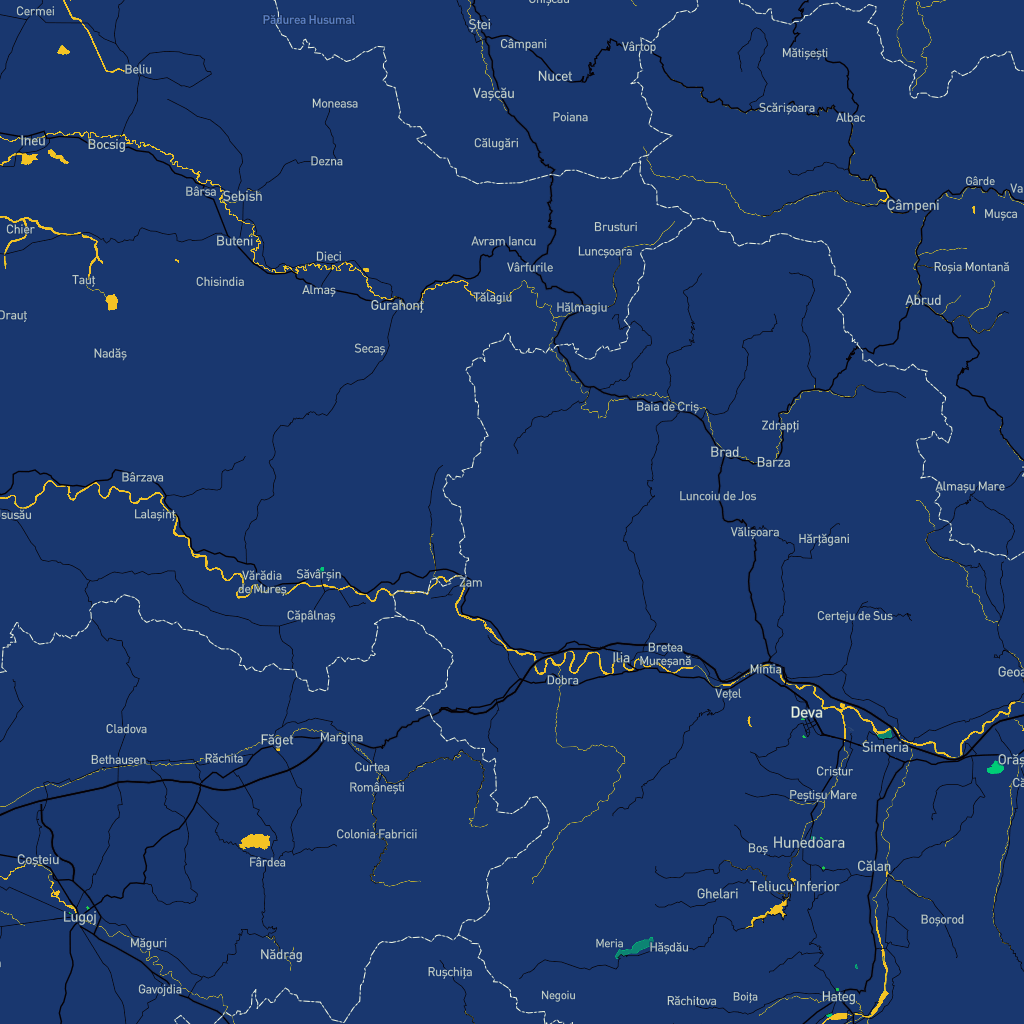 Cermei
Pădurea Husumal
Ștei
Câmpani
Vârtop
Mătișești
Beliu
Nucet
Vașcău
Moneasa
Scărișoara
Albac
Poiana
Ineu
Bocsig
Călugări
Dezna
Gârde
Bârsa
Sebish
Câmpeni
Mușca
Chier
Buteni
Brusturi
Avram Iancu
Luncșoara
Dieci
Vârfurile
Roșia Montană
Tauț
Chisindia
Almaș
Tălagiu
Gurahonț
Hălmagiu
Abrud
Drauț
Nadăș
Secaș
Baia de Criș
Zdrapți
Brad
Barza
Bârzava
Almașu Mare
Luncoiu de Jos
Lalașinț
Vălișoara
Hărțăgani
Vărădia
de Mureș
Săvârșin
Zam
Căpâlnaș
Certeju de Sus
Bretea
Mureșană
Ilia
Mintia
Dobra
Vețel
Deva
Cladova
Făget
Margina
Simeria
Bethausen
Răchita
Curtea
Românești
Cristur
Peștișu Mare
Colonia Fabricii
Hunedoara
Boș
Coșteiu
Fârdea
Călan
Teliucu Inferior
Ghelari
Lugoj
Boșorod
Măguri
Meria
Hășdău
Nădrag
Rușchița
Gavojdia
Negoiu
Răchitova
Boița
Hațeg